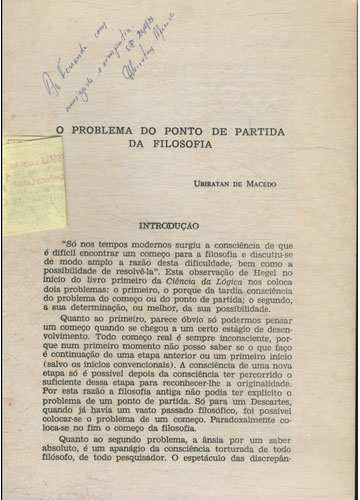 Ao Fernando com
amizade e simpatia
O PROBLEMA DO PONTO DE PARTIDA
DA FILOSOFIA
UBIRATAN DE MACEDO
INTRODUÇÃO
"Só nos tempos modernos surgiu a consciência de que
é difícil encontrar um começo para a filosofia e discutiu-se
de modo amplo a razão desta dificuldade, bem como a
possibilidade de resolvê-la". Esta observação de Hegel no
início do livro primeiro da Ciência da Lógica nos coloca
dois problemas: o primeiro, o porque da tardia consciência
do problema do começo ou do ponto de partida; o segundo,
a sua determinação, ou melhor, da sua possibilidade.
Quanto ao primeiro, parece óbvio só podermos pensar
um começo quando se chegou a um certo estágio de desen-
volvimento. Todo começo real é sempre inconsciente, por-
que num primeiro momento não posso saber se o que faço
é continuação de uma etapa anterior ou um primeiro início
(salvo os inícios convencionais). A consciência de uma nova
etapa só é possível depois da consciência ter percorrido o
suficiente dessa etapa para reconhecer-lhe a originalidade.
Por esta razão a filosofia antiga não podia ter explícito o
problema de um ponto de partida. Só para um Descartes,
quando já havia um vasto passado filosófico, foi possível
colocar-se o problema de um começo. Paradoxalmente co-
loca-se no fim o começo da filosofia.
Quanto ao segundo problema, a ânsia por um saber
absoluto, é um apanágio da consciência torturada de todo
filósofo, de todo pesquisador. O espetáculo das discrepân-